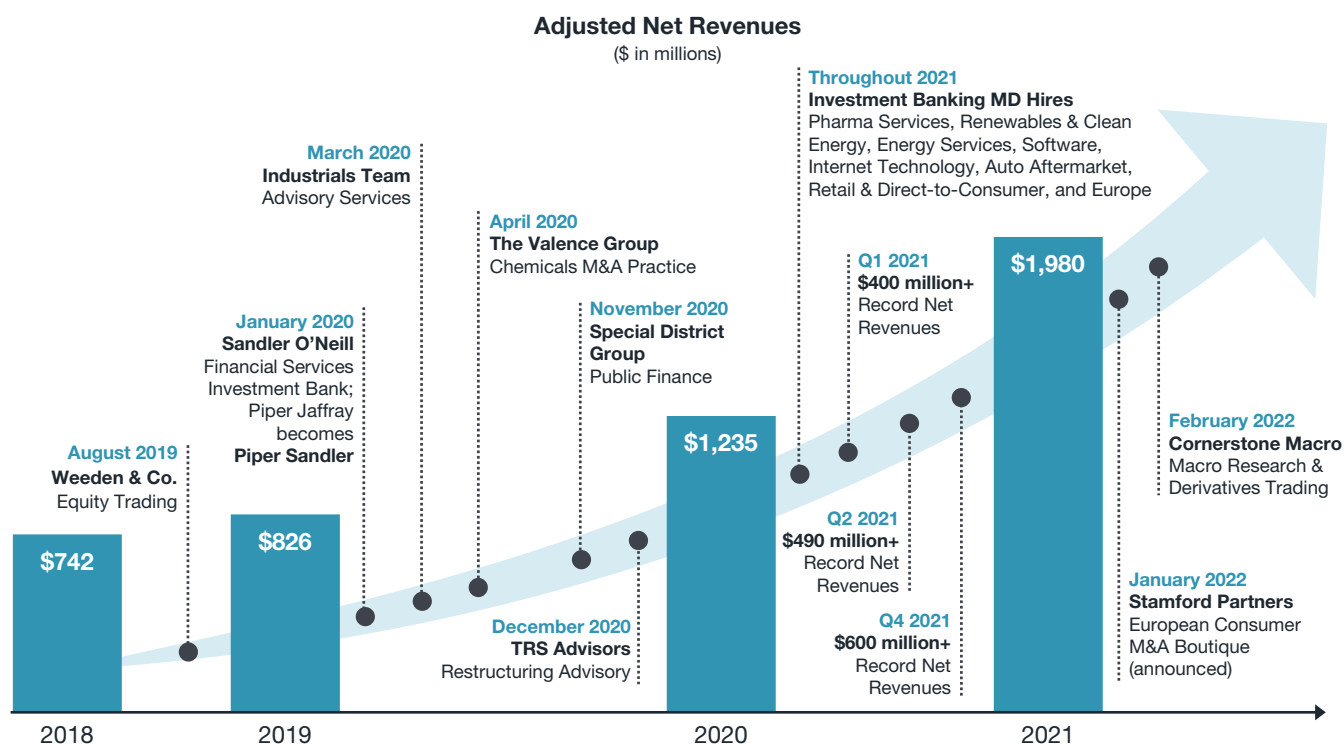 Adjusted Net Revenues
($ in millions)
August 2019
Weeden & Co.
Equity Trading
January 2020
Sandler O’Neill
Financial Services
Investment Bank;
Piper Jaffray
becomes
Piper Sandler
March 2020
Industrials Team
Advisory Services
April 2020
The Valence Group
Chemicals M&A Practice
November 2020
Special District
Group
Public Finance
December 2020
TRS Advisors
Restructuring Advisory
Throughout 2021
Investment Banking MD Hires
Pharma Services, Renewables & Clean
Energy, Energy Services, Software,
Internet Technology, Auto Aftermarket,
Retail & Direct-to-Consumer, and Europe
Q1 2021
$400 million+
Record Net
Revenues
Q2 2021
$490 million+
Record Net
Revenues
Q4 2021
$600 million+
Record Net
Revenues
January 2022
Stamford Partners
European Consumer
M&A Boutique
(announced)
February 2022
Cornerstone Macro
Macro Research &
Derivatives Trading
$742
$826
$1,235
$1,980
2018
2019
2020
2021